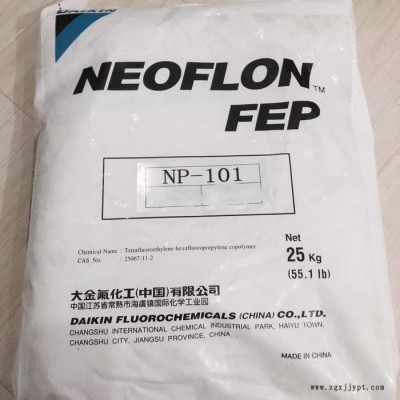 DAIKIN
NEOFLON™
FEP
NP-101
Chemical Name : Tetrafluoroethylene-hexafluoropropylene copolymer
CAS No. : 25067-11-2
Net
25 Kg
(55.1 lb)
大金氟化工(中国)有限公司
中国江苏省常熟市海虞镇国际化学工业园
DAIKIN FLUOROCHEMICALS (CHINA) CO.,LTD.
CHANGSHU INTERNATIONAL CHEMICAL INDUSTRIAL PARK, HAIYU TOWN,
CHANGSHU CITY, JIANGSU PROVINCE, CHINA
MADE IN CHINA
www.zgxjjypt.com